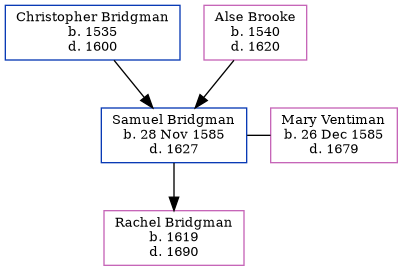 Christopher Bridgman
b. 1535
d. 1600
Alse Brooke
b. 1540
d. 1620
Samuel Bridgman
b. 28 Nov 1585
d. 1627
Mary Ventiman
b. 26 Dec 1585
d. 1679
Rachel Bridgman
b. 1619
d. 1690